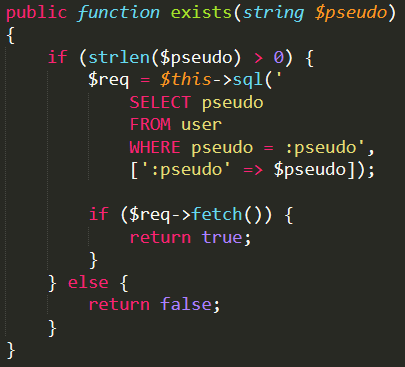 public function exists(string $pseudo)
{
    if (strlen($pseudo) > 0) {
        $req = $this->sql('
            SELECT pseudo
            FROM user
            WHERE pseudo = :pseudo',
            [':pseudo' => $pseudo]);

        if ($req->fetch()) {
            return true;
        }
    } else {
        return false;
    }
}